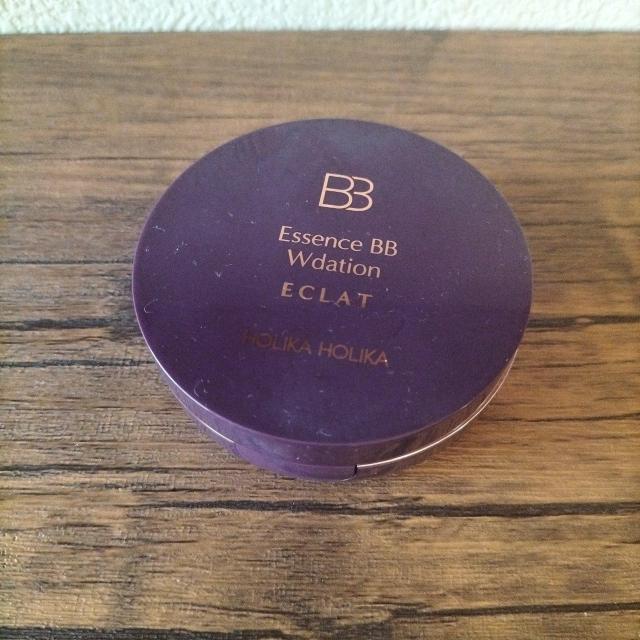 BB
Essence BB
Wdation
ECLAT
HOLIKA HOLIKA